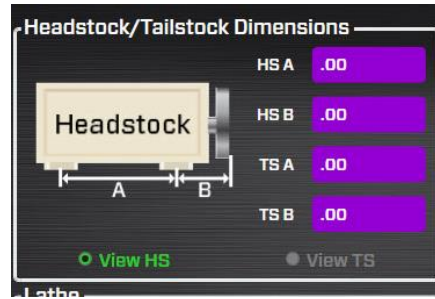 Headstock/Tailstock Dimensions
HS A .00
Headstock
HS B .00
TS A .00
A
B
TS B .00
View HS
View TS
Lathe